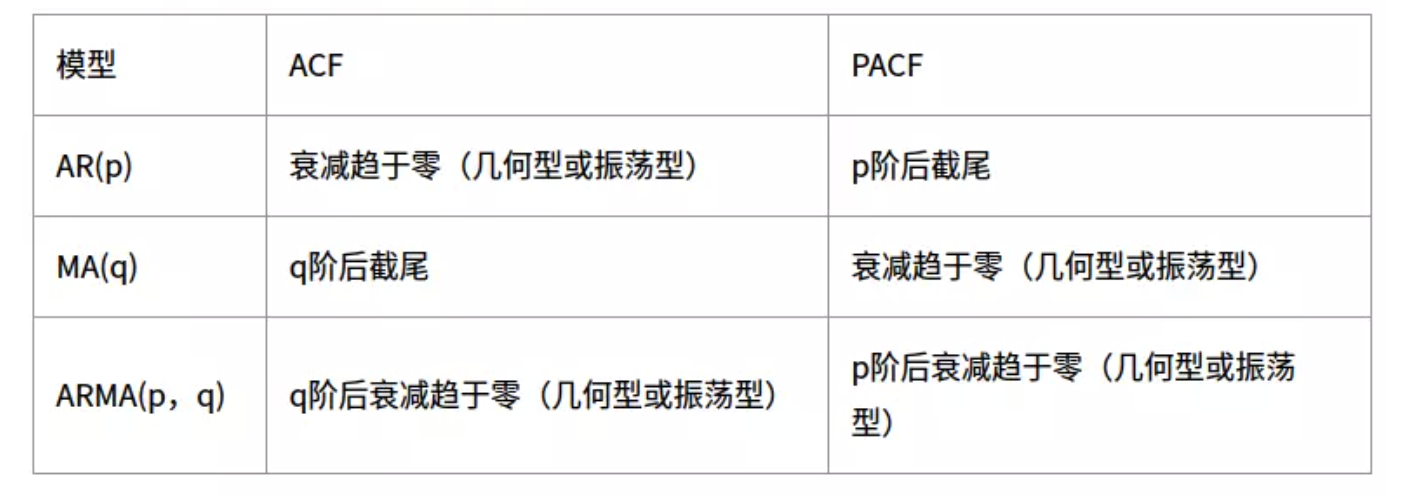 模型 ACF PACF
AR(p) 衰减趋于零（几何型或振荡型） p阶后截尾
MA(q) q阶后截尾 衰减趋于零（几何型或振荡型）
ARMA(p，q) q阶后衰减趋于零（几何型或振荡型） p阶后衰减趋于零（几何型或振荡
型）